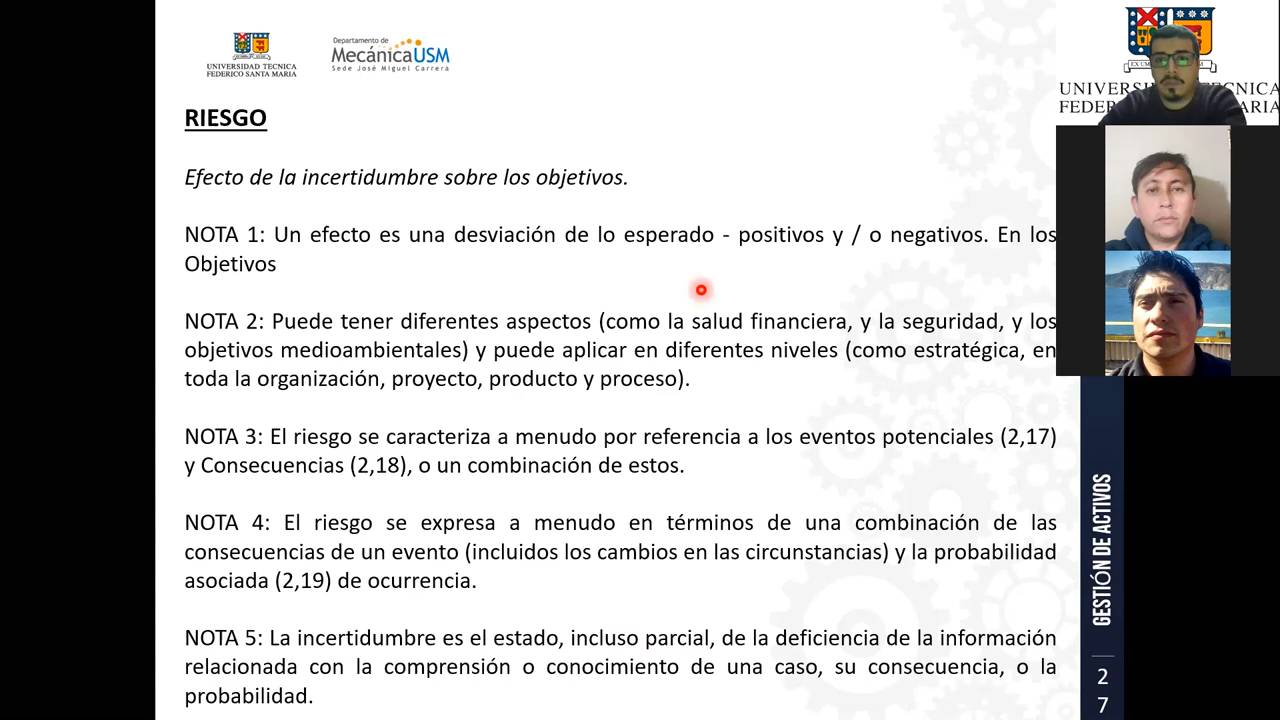 UNIVERSIDAD TECNICA
FEDERICO SANTA MARIA
Departamento de
MecánicaUSM
Sede José Miguel Carrera
RIESGO
Efecto de la incertidumbre sobre los objetivos.
NOTA 1: Un efecto es una desviación de lo esperado - positivos y / o negativos. En los
Objetivos
NOTA 2: Puede tener diferentes aspectos (como la salud financiera, y la seguridad, y los
objetivos medioambientales) y puede aplicar en diferentes niveles (como estratégica, en
toda la organización, proyecto, producto y proceso).
NOTA 3: El riesgo se caracteriza a menudo por referencia a los eventos potenciales (2,17)
y Consecuencias (2,18), o un combinación de estos.
NOTA 4: El riesgo se expresa a menudo en términos de una combinación de las
consecuencias de un evento (incluidos los cambios en las circunstancias) y la probabilidad
asociada (2,19) de ocurrencia.
NOTA 5: La incertidumbre es el estado, incluso parcial, de la deficiencia de la información
relacionada con la comprensión o conocimiento de una caso, su consecuencia, o la
probabilidad.
GESTIÓN DE ACTIVOS
2
7